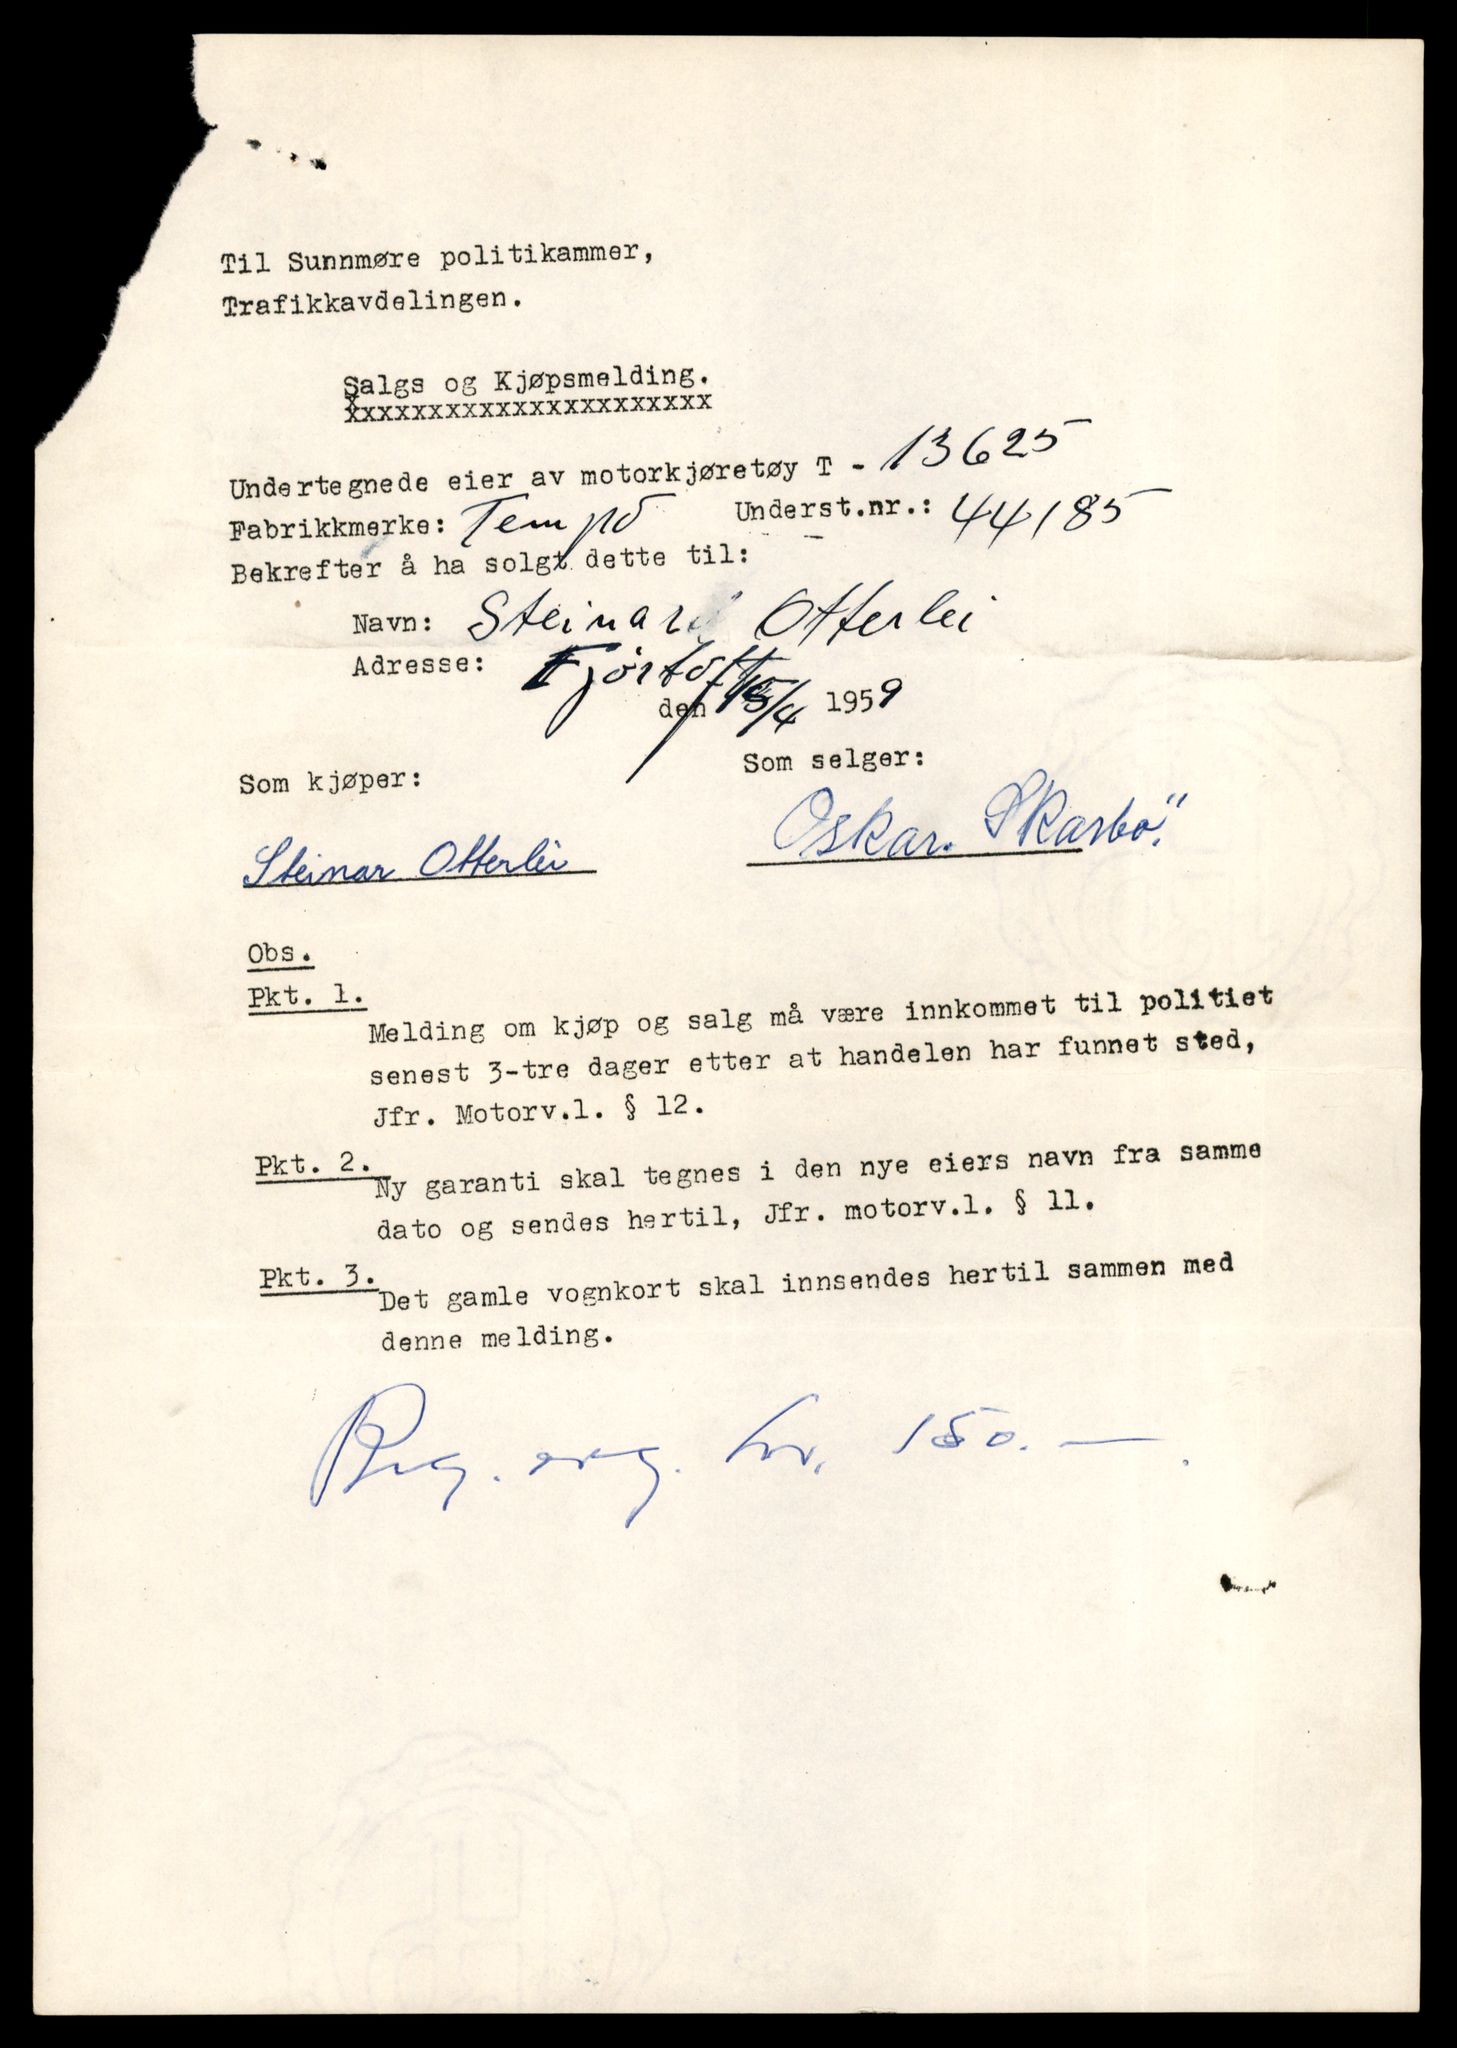 Til Sunnmøre politikammer,
Trafikkavdelingen.
Salgs og Kjøpsmelding.
xxxxxxxxxxxxxxxxxxxxxx
Undertegnede eier av motorkjøretøy T - 13625
Fabrikkmerke: Tempo Underst.nr.: 44185
Bekrefter å ha solgt dette til:
Navn: Steinar Otterlei
Adresse: Fjørtoft
den 15/4 1959
Som kjøper: Som selger:
Steinar Otterlei Oskar. Skarbö.
Obs.
Pkt. 1.
Melding om kjøp og salg må være innkommet til politiet
senest 3-tre dager etter at handelen har funnet sted,
Jfr. Motorv.l. § 12.
Pkt. 2.
Ny garanti skal tegnes i den nye eiers navn fra samme
dato og sendes hertil, Jfr. motorv.l. § 11.
Pkt. 3.
Det gamle vognkort skal innsendes hertil sammen med
denne melding.
kr. 150.—